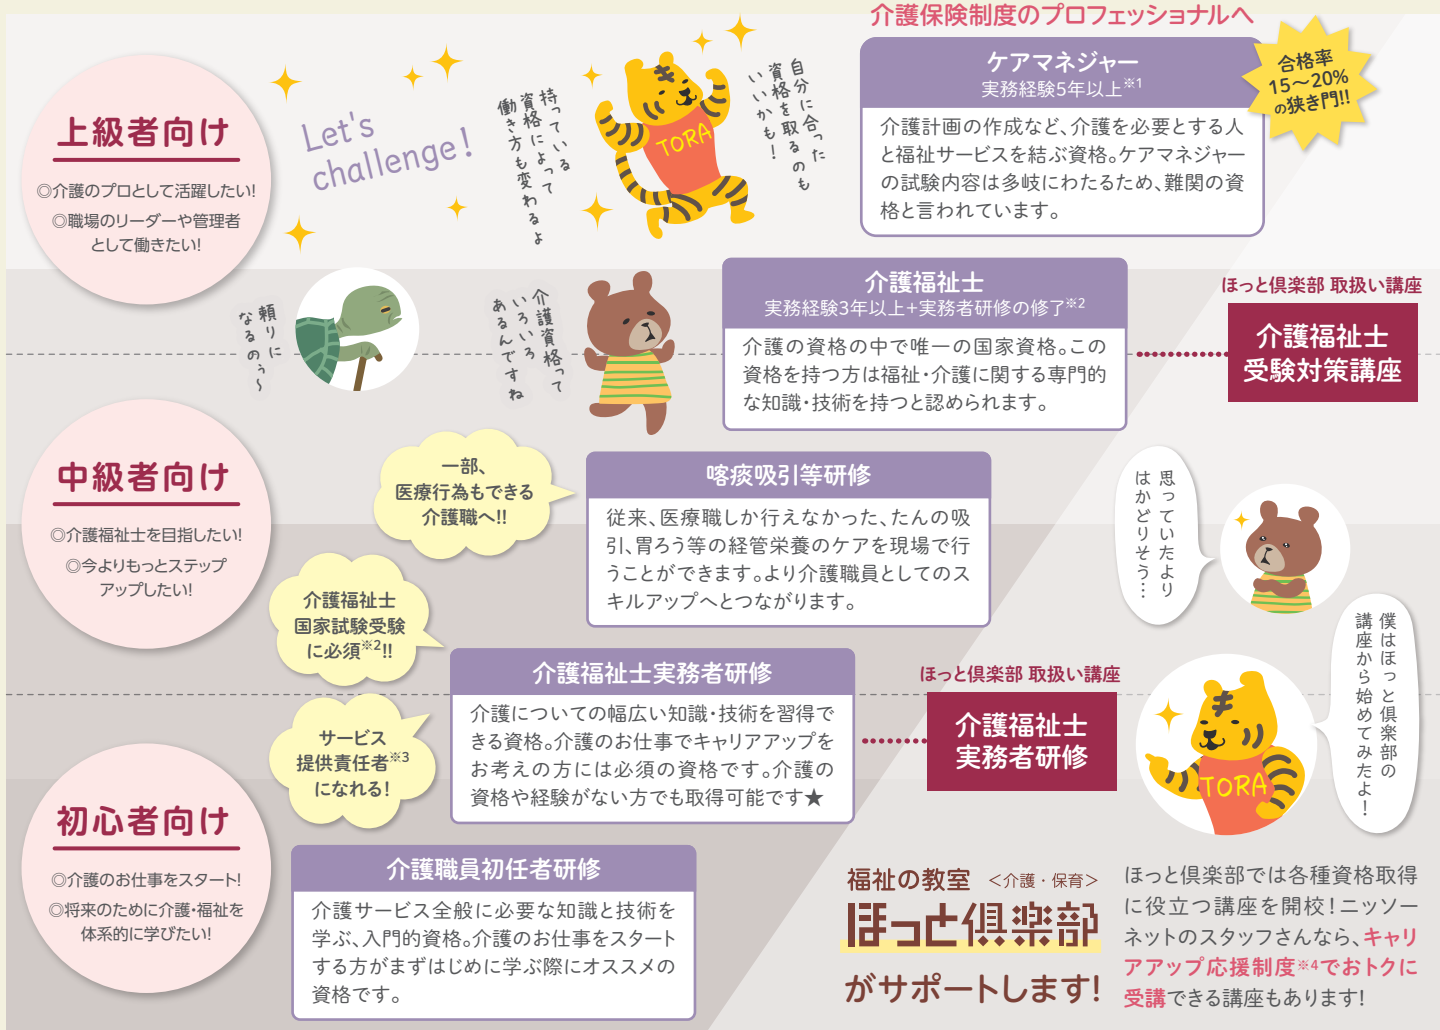 介護保険制度のプロフェッショナルへ
ケアマネジャー
実務経験5年以上※1
合格率
15〜20%
の狭き門!!
介護計画の作成など、介護を必要とする人
と福祉サービスを結ぶ資格。ケアマネジャー
の試験内容は多岐にわたるため、難関の資
格と言われています。
上級者向け
◎介護のプロとして活躍したい!
◎職場のリーダーや管理者
として働きたい!
Let's
challenge!
持っている
資格によって
働き方も変わるよ
TORA
自分に合った
資格を取るのも
いいかも!
頼りに
なるのぅ〜
介護資格って
いろいろ
あるんですね
介護福祉士
実務経験3年以上+実務者研修の修了※2
介護の資格の中で唯一の国家資格。この
資格を持つ方は福祉・介護に関する専門的
な知識・技術を持つと認められます。
ほっと倶楽部 取扱い講座
介護福祉士
受験対策講座
中級者向け
◎介護福祉士を目指したい!
◎今よりもっとステップ
アップしたい!
一部、
医療行為もできる
介護職へ!!
喀痰吸引等研修
従来、医療職しか行えなかった、たんの吸
引、胃ろう等の経管栄養のケアを現場で行
うことができます。より介護職員としてのス
キルアップへとつながります。
思っていたより
はかどりそう…
介護福祉士
国家試験受験
に必須※2!!
サービス
提供責任者※3
になれる!
介護福祉士実務者研修
介護についての幅広い知識・技術を習得で
きる資格。介護のお仕事でキャリアアップを
お考えの方には必須の資格です。介護の
資格や経験がない方でも取得可能です★
ほっと倶楽部 取扱い講座
介護福祉士
実務者研修
TORA
僕はほっと倶楽部の
講座から始めてみたよ!
初心者向け
◎介護のお仕事をスタート!
◎将来のために介護・福祉を
体系的に学びたい!
介護職員初任者研修
介護サービス全般に必要な知識と技術を
学ぶ、入門的資格。介護のお仕事をスタート
する方がまずはじめに学ぶ際にオススメの
資格です。
福祉の教室 <介護・保育>
ほっと倶楽部
がサポートします!
ほっと倶楽部では各種資格取得
に役立つ講座を開校!ニッソー
ネットのスタッフさんなら、キャリ
アアップ応援制度※4でおトクに
受講できる講座もあります!